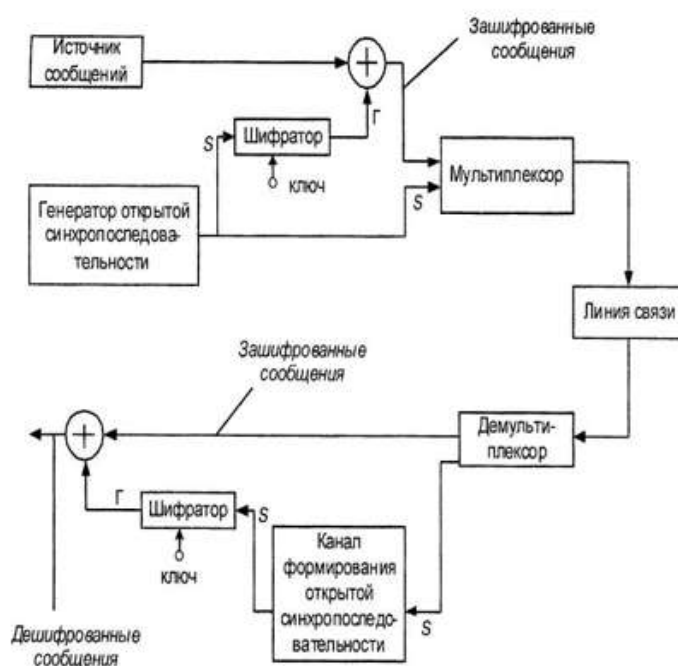 Источник
сообщений
Зашифрованные
сообщения
Г
S
Шифратор
ключ
Мультиплексор
S
Генератор открытой
синхропоследова-
тельности
Линия связи
Зашифрованные
сообщения
Демульти-
плексор
Г
Шифратор
S
ключ
Канал
формирования
открытой
синхропоследо-
вательности
S
Дешифрованные
сообщения